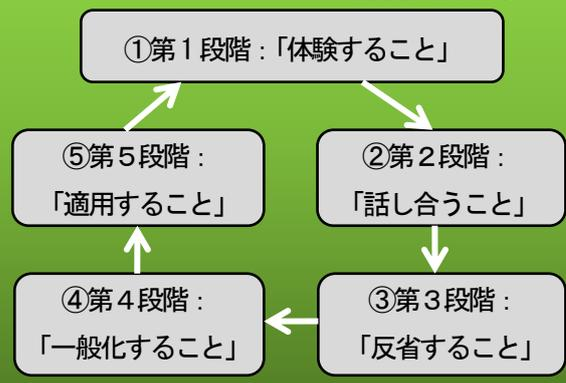 ①第１段階：「体験すること」
②第２段階：
「話し合うこと」
③第３段階：
「反省すること」
④第４段階：
「一般化すること」
⑤第５段階：
「適用すること」